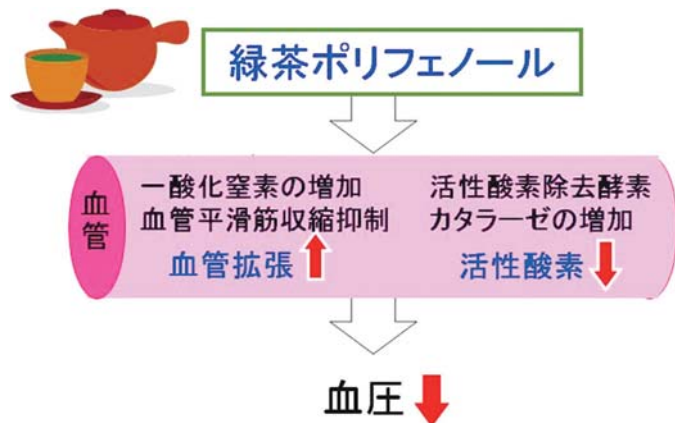 緑茶ポリフェノール
血管
一酸化窒素の増加
血管平滑筋収縮抑制
血管拡張
活性酸素除去酵素
カタラーゼの増加
活性酸素
血圧